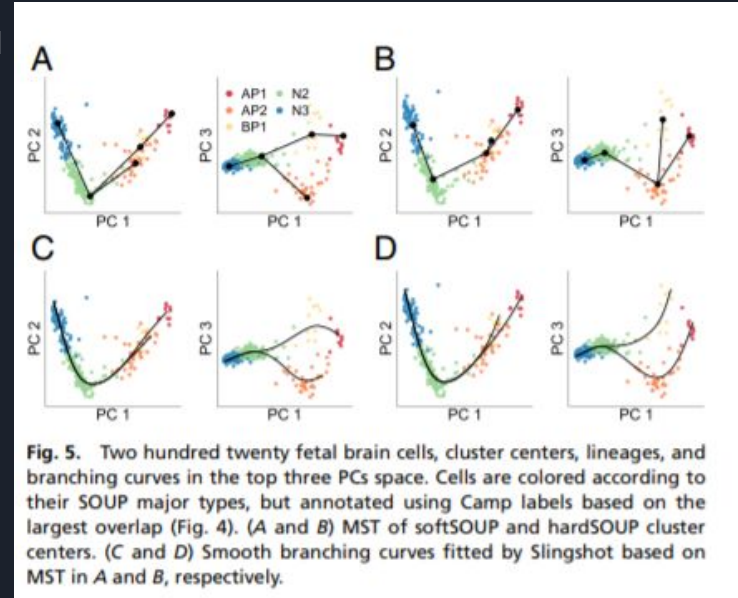 A
B
AP1 N2
AP2 N3
BP1
PC 2
PC 3
PC 2
PC 3
PC 1
PC 1
PC 1
PC 1
C
D
PC 2
PC 3
PC 2
PC 3
PC 1
PC 1
PC 1
PC 1
Fig. 5. Two hundred twenty fetal brain cells, cluster centers, lineages, and
branching curves in the top three PCs space. Cells are colored according to
their SOUP major types, but annotated using Camp labels based on the
largest overlap (Fig. 4). (A and B) MST of softSOUP and hardSOUP cluster
centers. (C and D) Smooth branching curves fitted by Slingshot based on
MST in A and B, respectively.